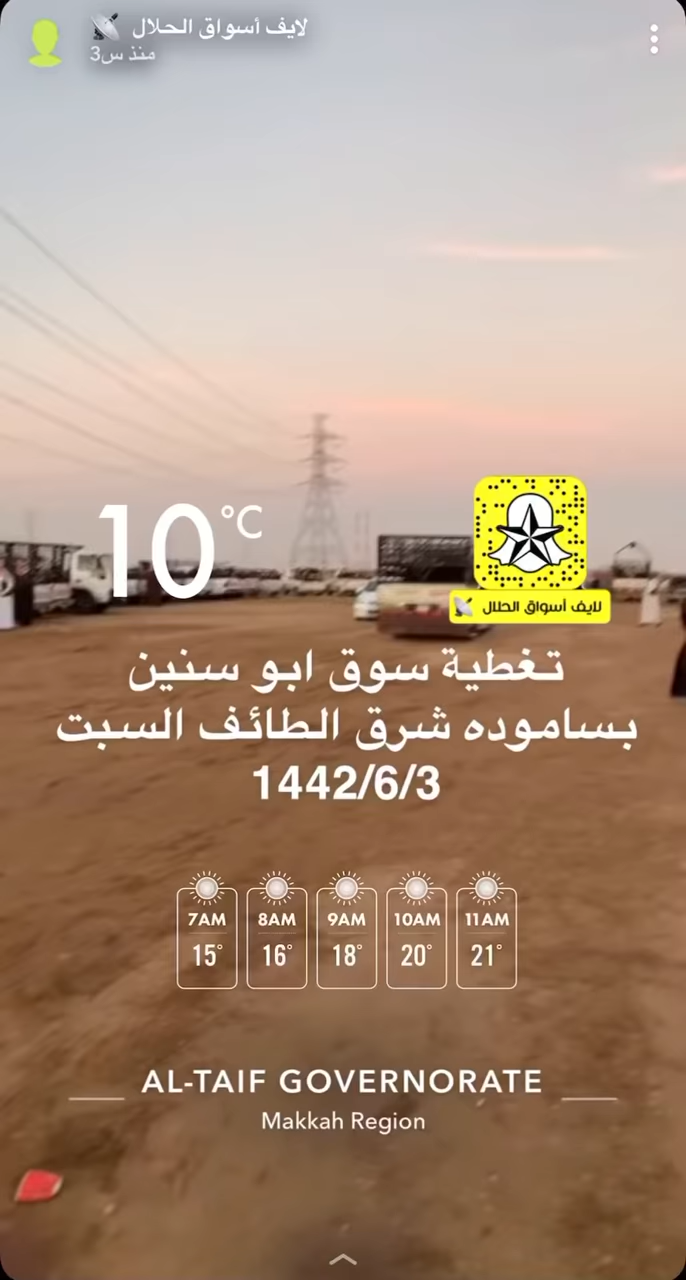 لايف أسواق الحلال
منذ س3
10°C
لايف أسواق الحلال
تغطية سوق ابو سنين
بساموده شرق الطائف السبت
1442/6/3
7AM 8AM 9AM 10AM 11AM
15° 16° 18° 20° 21°
AL-TAIF GOVERNORATE
Makkah Region